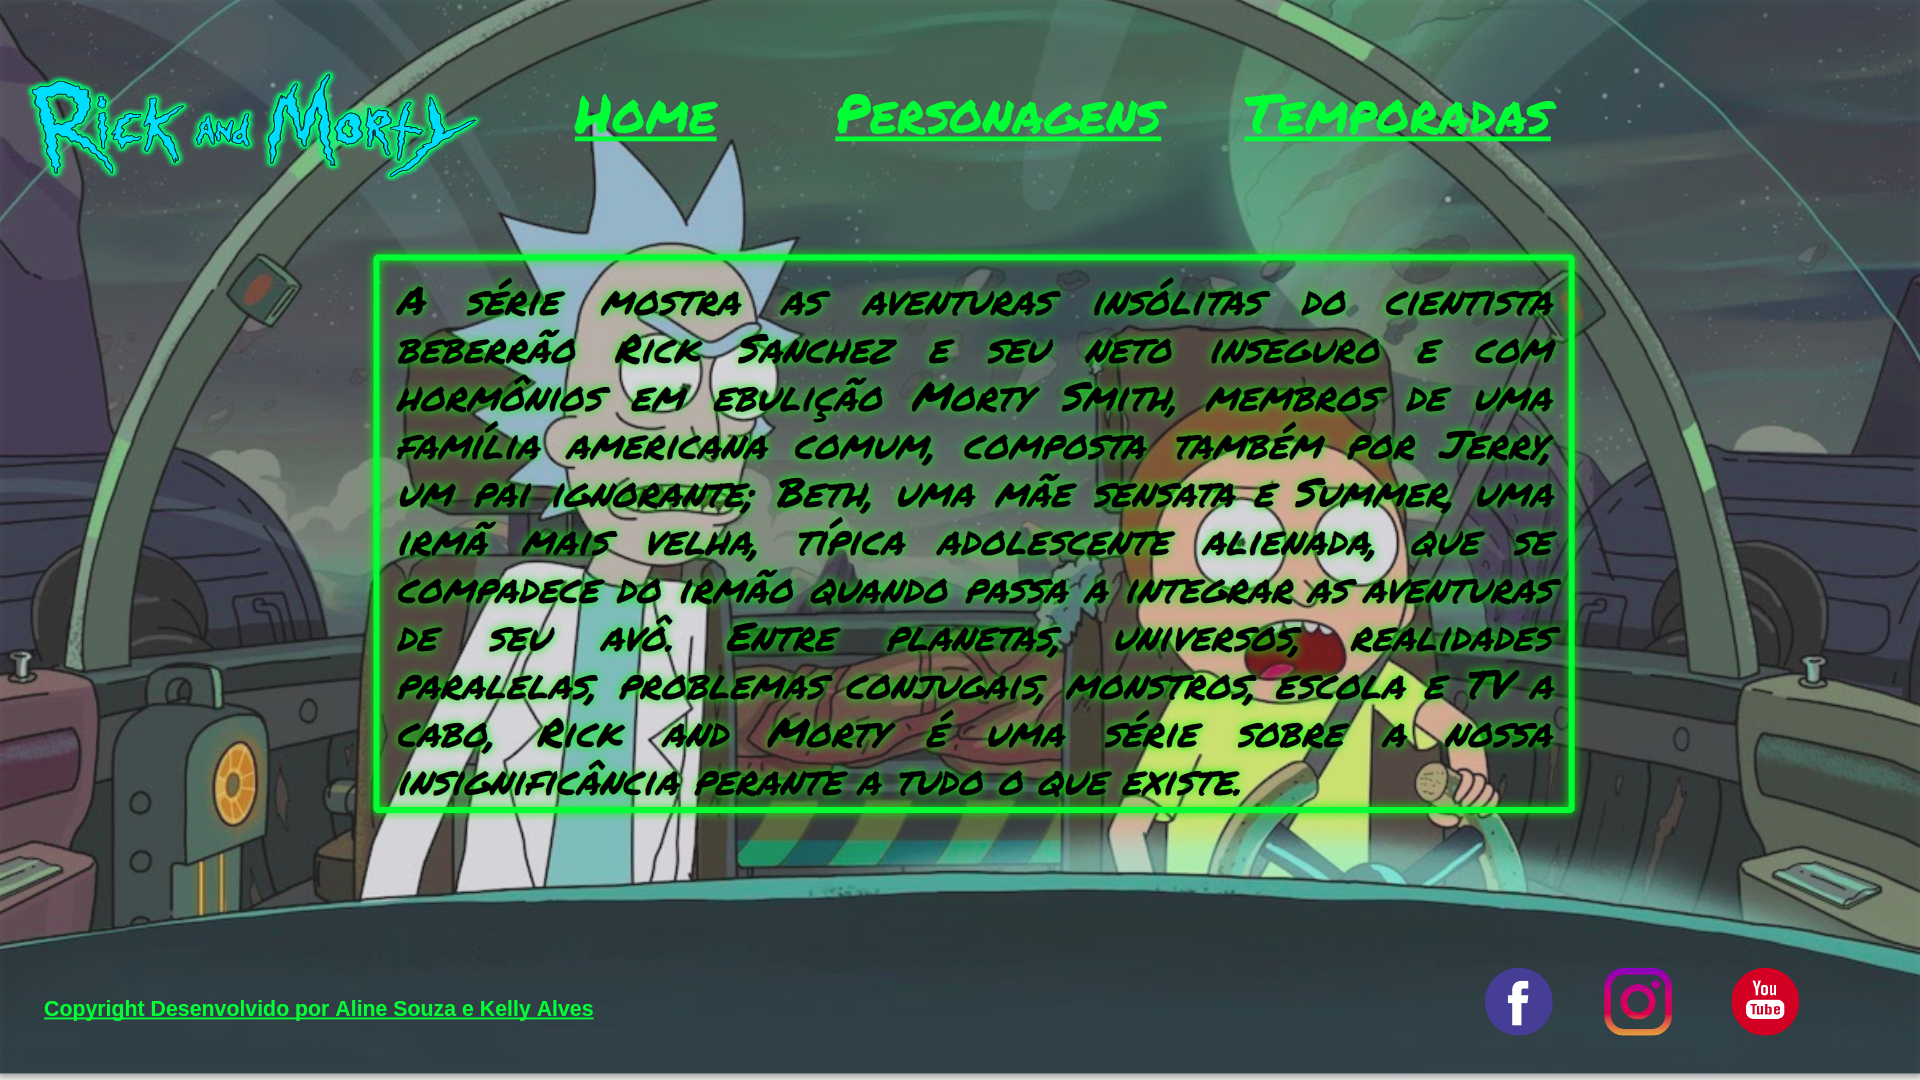 Rick and Morty
Home
Personagens
Temporadas
A série mostra as aventuras insólitas do cientista
beberrão Rick Sanchez e seu neto inseguro e com
hormônios em ebulição Morty Smith, membros de uma
família americana comum, composta também por Jerry,
um pai ignorante; Beth, uma mãe sensata e Summer, uma
irmã mais velha, típica adolescente alienada, que se
compadece do irmão quando passa a integrar as aventuras
de seu avô. Entre planetas, universos, realidades
paralelas, problemas conjugais, monstros, escola e TV a
cabo, Rick and Morty é uma série sobre a nossa
insignificância perante a tudo o que existe.
Copyright Desenvolvido por Aline Souza e Kelly Alves
f
You
Tube